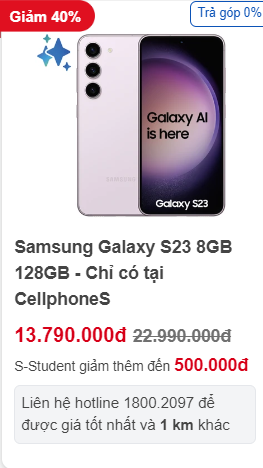 Giảm 40%
Trả góp 0%
Galaxy AI
is here
SAMSUNG
Galaxy S23
Samsung Galaxy S23 8GB
128GB - Chỉ có tại
CellphoneS
13.790.000đ 22.990.000đ
S-Student giảm thêm đến 500.000đ
Liên hệ hotline 1800.2097 để
được giá tốt nhất và 1 km khác